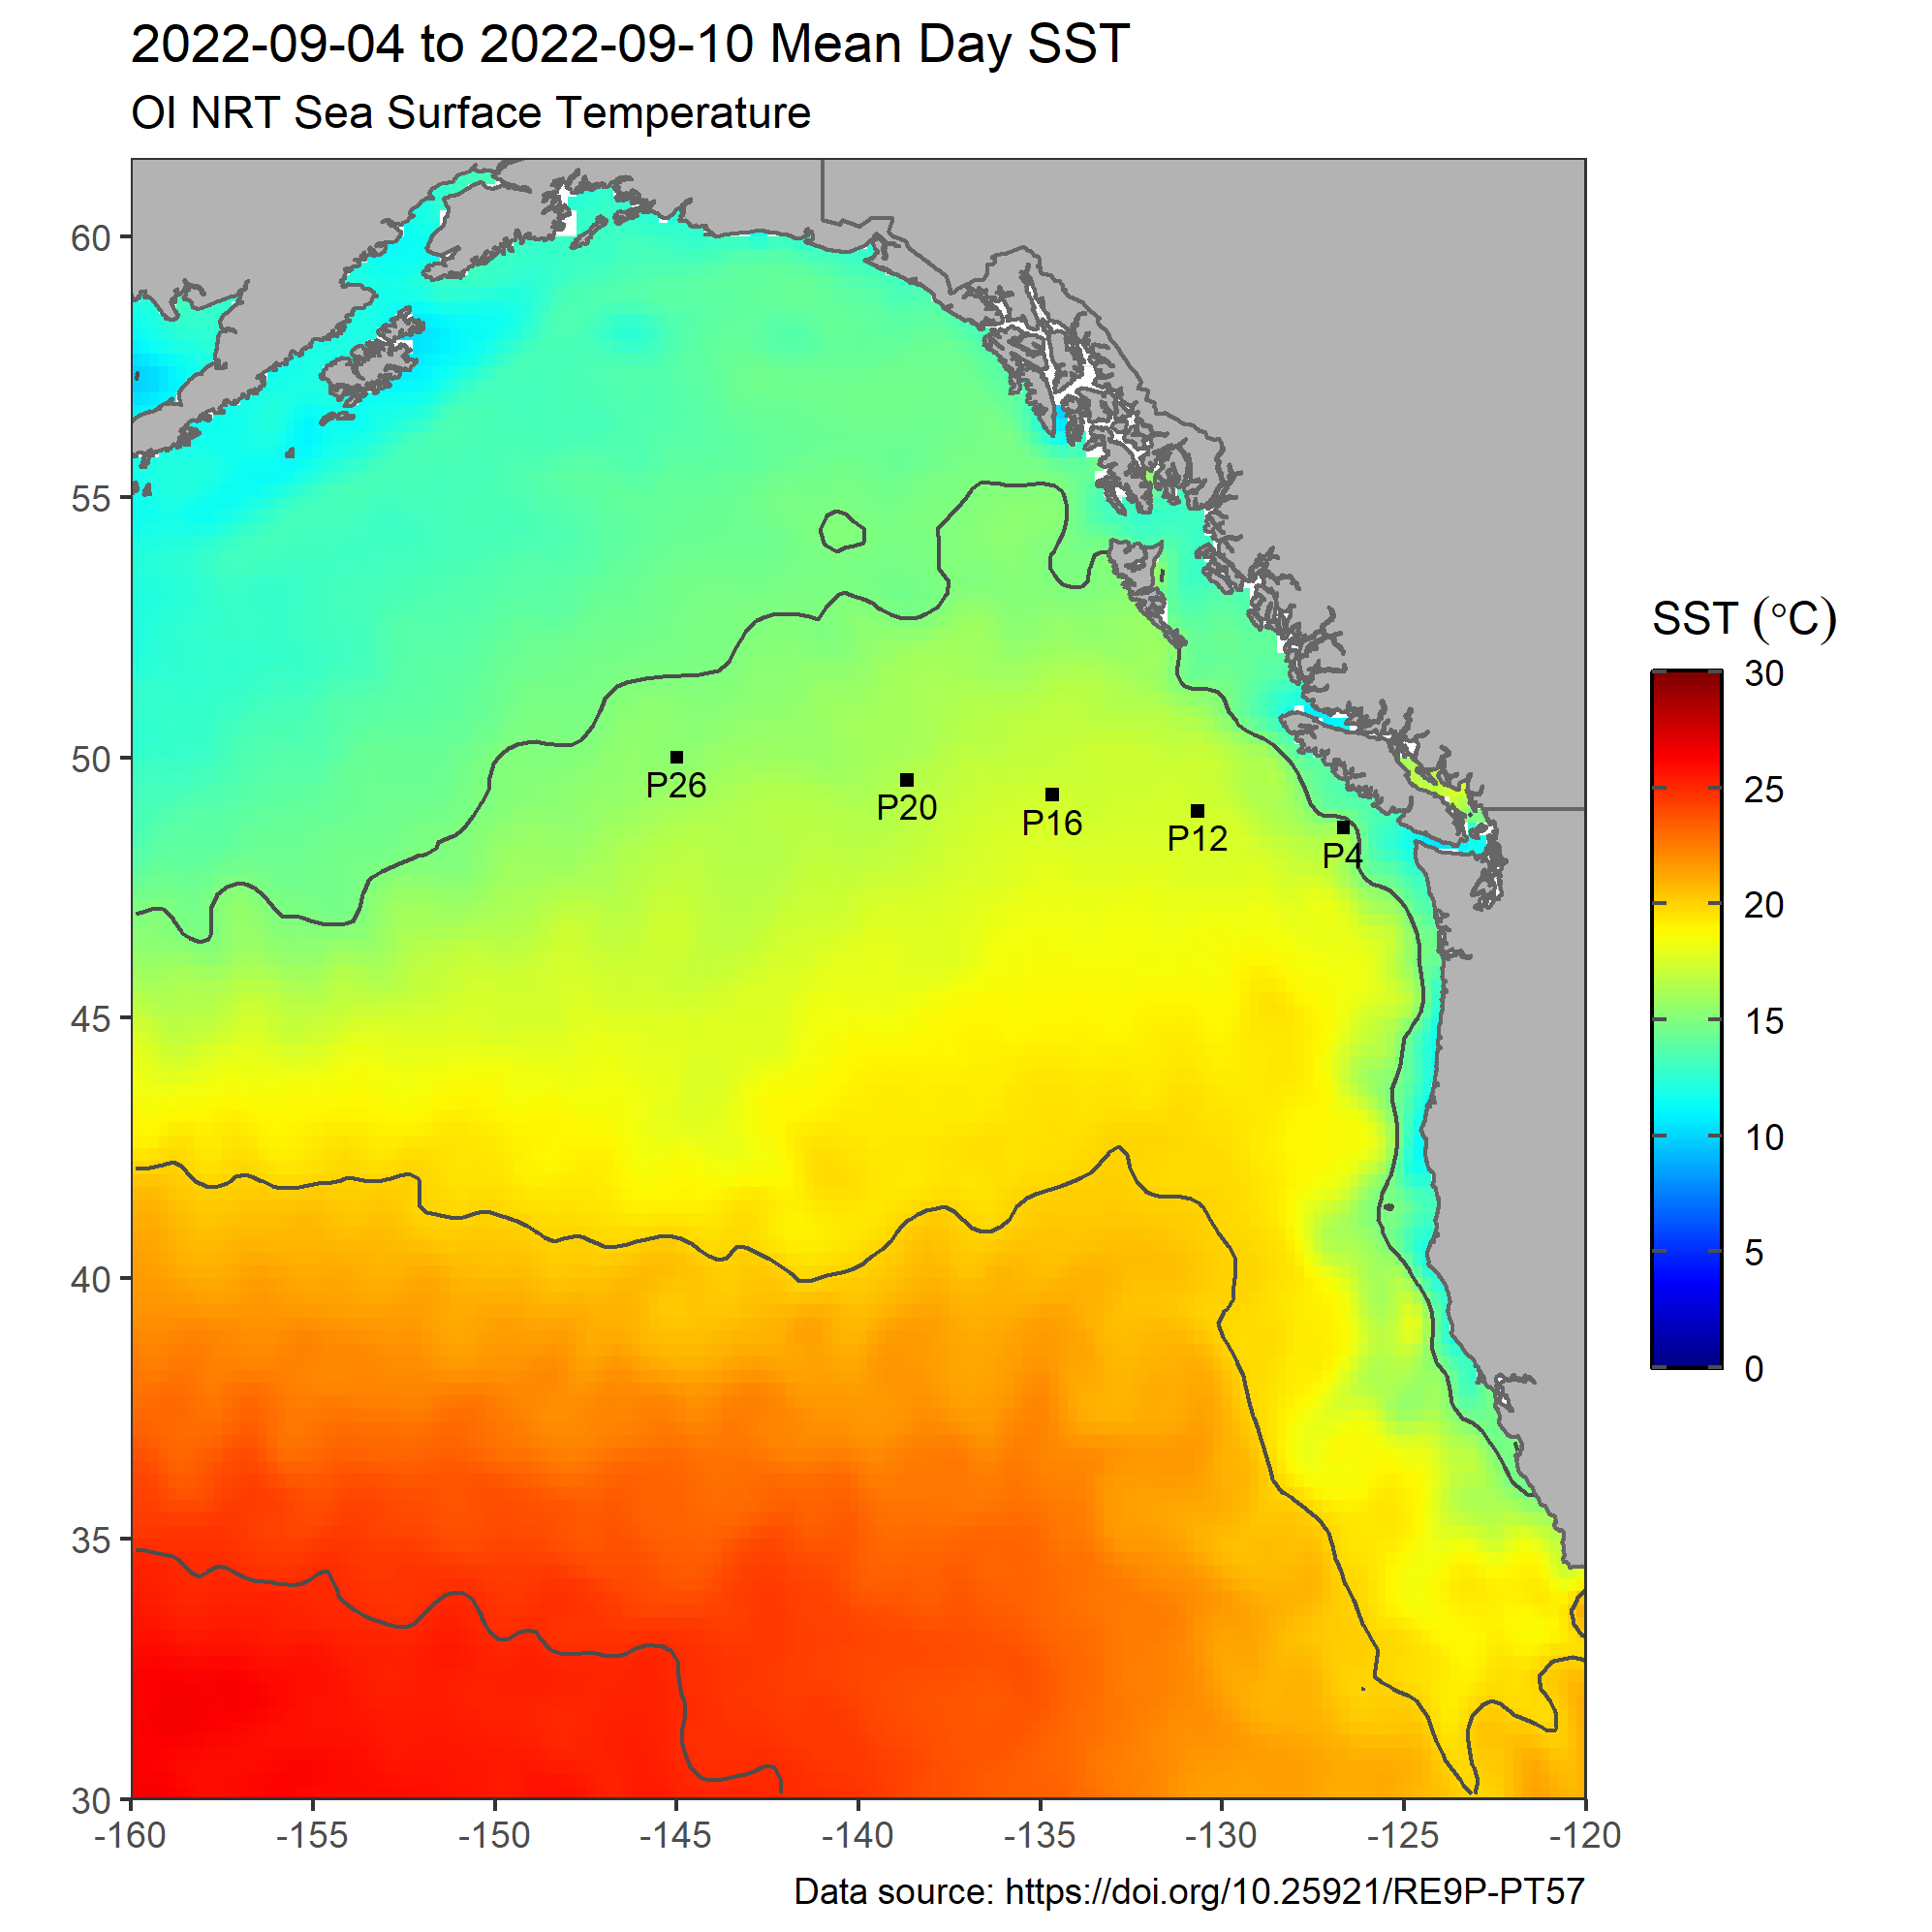 2022-09-04 to 2022-09-10 Mean Day SST
OI NRT Sea Surface Temperature
60
55
50
45
40
35
30
-160
-155
-150
-145
-140
-135
-130
-125
-120
P26
P20
P16
P12
P4
SST (°C)
30
25
20
15
10
5
0
Data source: https://doi.org/10.25921/RE9P-PT57